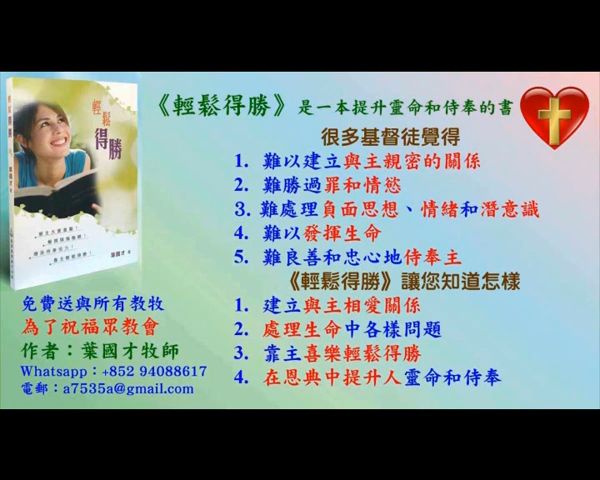 輕鬆
得勝
葉國才 著
《輕鬆得勝》是一本提升靈命和侍奉的書
很多基督徒覺得
1. 難以建立與主親密的關係
2. 難勝過罪和情慾
3. 難處理負面思想、情緒和潛意識
4. 難以發揮生命
5. 難良善和忠心地侍奉主
《輕鬆得勝》讓您知道怎樣
1. 建立與主相愛關係
2. 處理生命中各樣問題
3. 靠主喜樂輕鬆得勝
4. 在恩典中提升人靈命和侍奉
免費送與所有教牧
為了祝福眾教會
作者：葉國才牧師
Whatsapp：+852 94088617
電郵：a7535a@gmail.com